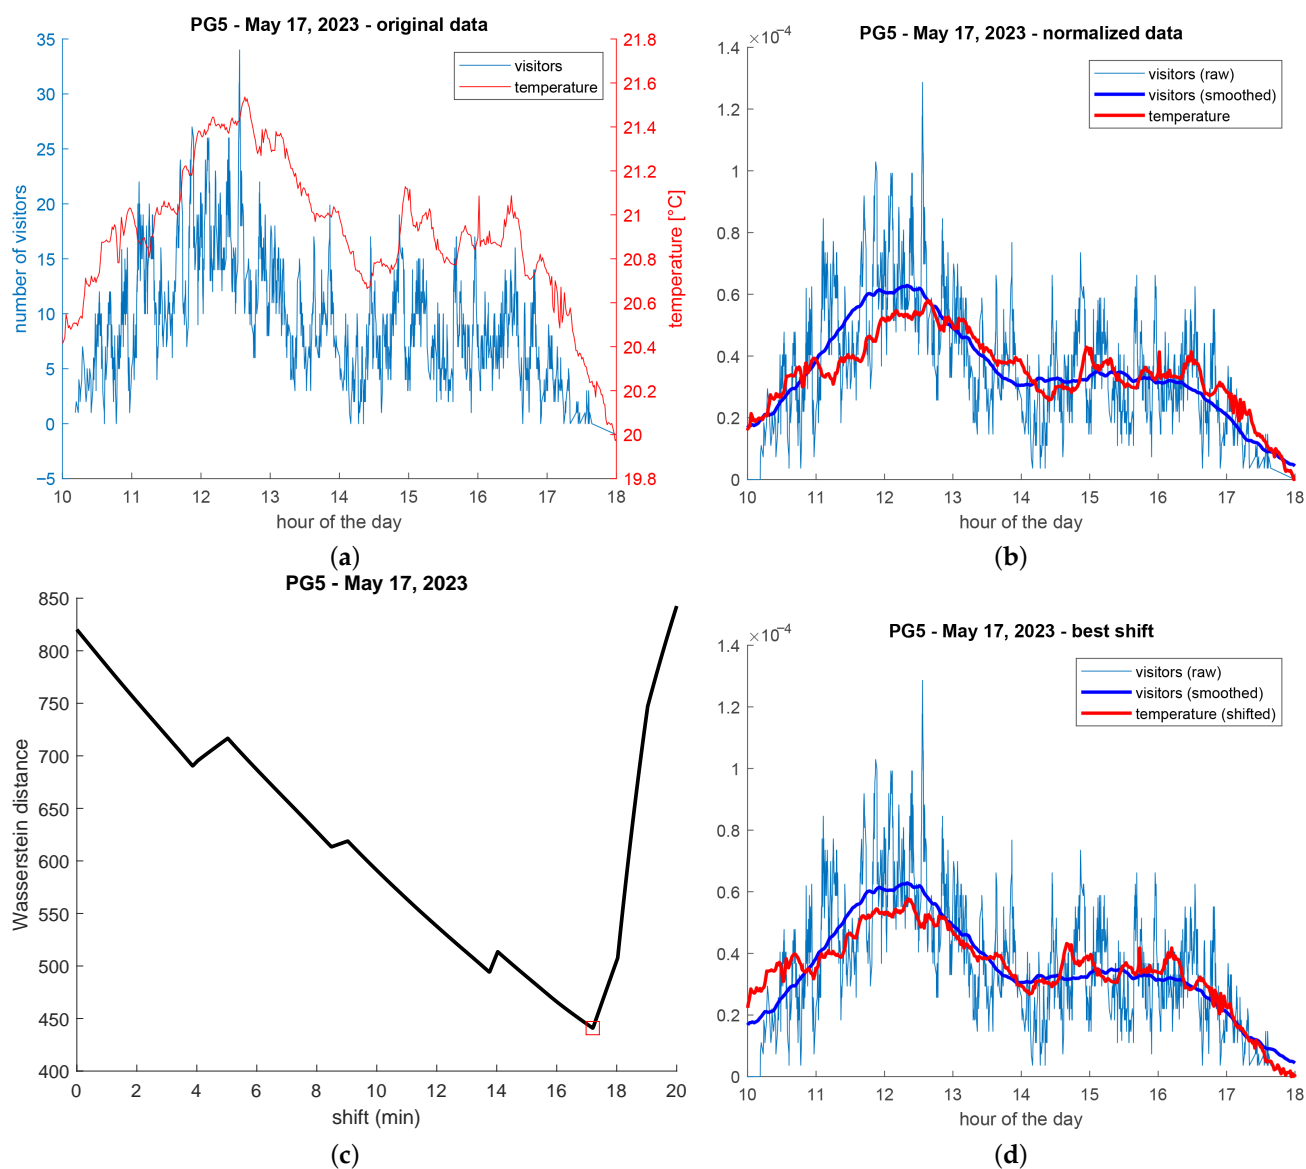 PG5 - May 17, 2023 - original data
35
30
25
20
15
10
5
0
−5
number of visitors
visitors
temperature
21.8
21.6
21.4
21.2
21
20.8
20.6
20.4
20.2
20
19.8
temperature [°C]
10 11 12 13 14 15 16 17 18
hour of the day
(a)
PG5 - May 17, 2023 - normalized data
×10⁻⁴
1.4
1.2
1
0.8
0.6
0.4
0.2
0
visitors (raw)
visitors (smoothed)
temperature
10 11 12 13 14 15 16 17 18
hour of the day
(b)
PG5 - May 17, 2023
850
800
750
700
650
600
550
500
450
400
Wasserstein distance
0 2 4 6 8 10 12 14 16 18 20
shift (min)
(c)
PG5 - May 17, 2023 - best shift
×10⁻⁴
1.4
1.2
1
0.8
0.6
0.4
0.2
0
visitors (raw)
visitors (smoothed)
temperature (shifted)
10 11 12 13 14 15 16 17 18
hour of the day
(d)